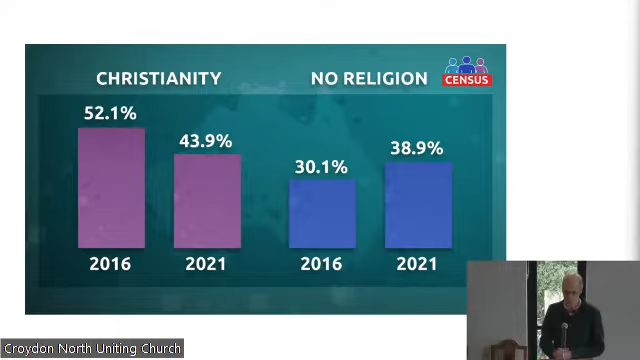 CHRISTIANITY
NO RELIGION
CENSUS
52.1%
43.9%
30.1%
38.9%
2016
2021
2016
2021
Croydon North Uniting Church